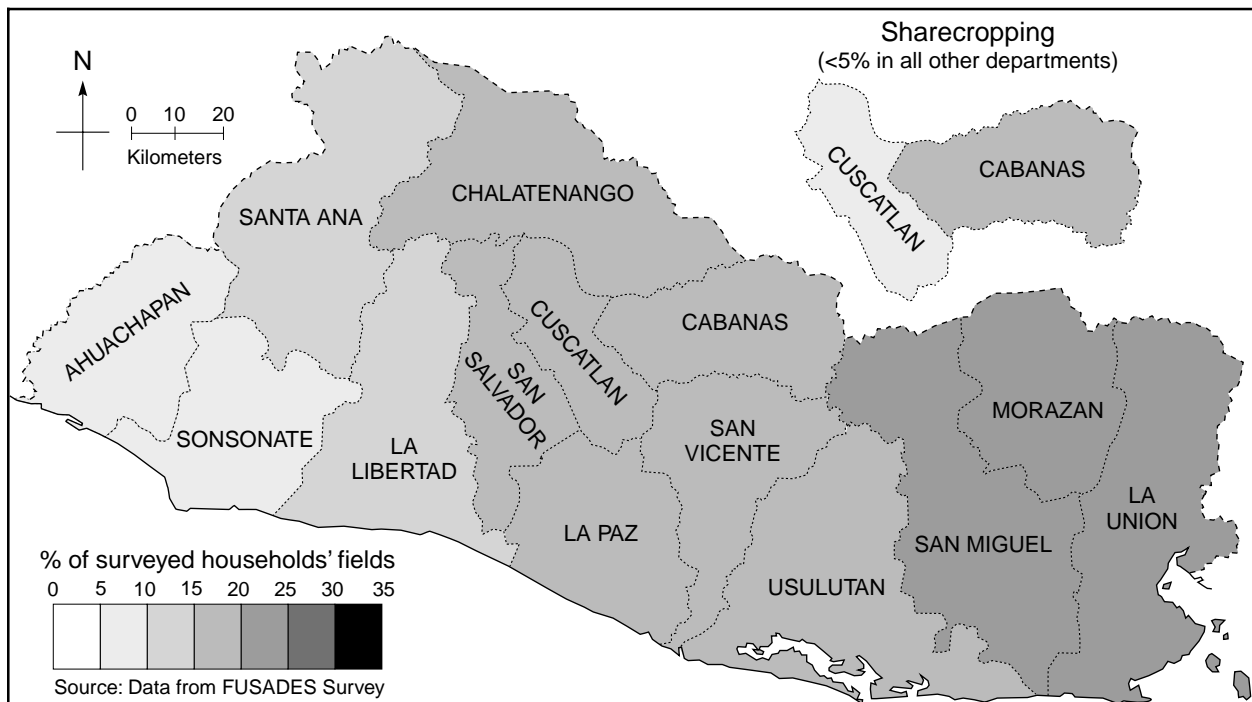 Sharecropping
(<5% in all other departments)
N
0 10 20
Kilometers
CUSCATLAN
CABANAS
CHALATENANGO
SANTA ANA
AHUACHAPAN
CUSCATLAN
CABANAS
SAN
SALVADOR
MORAZAN
SONSONATE
LA
LIBERTAD
SAN
VICENTE
LA
UNION
LA PAZ
SAN MIGUEL
USULUTAN
% of surveyed households’ fields
0 5 10 15 20 25 30 35
Source: Data from FUSADES Survey